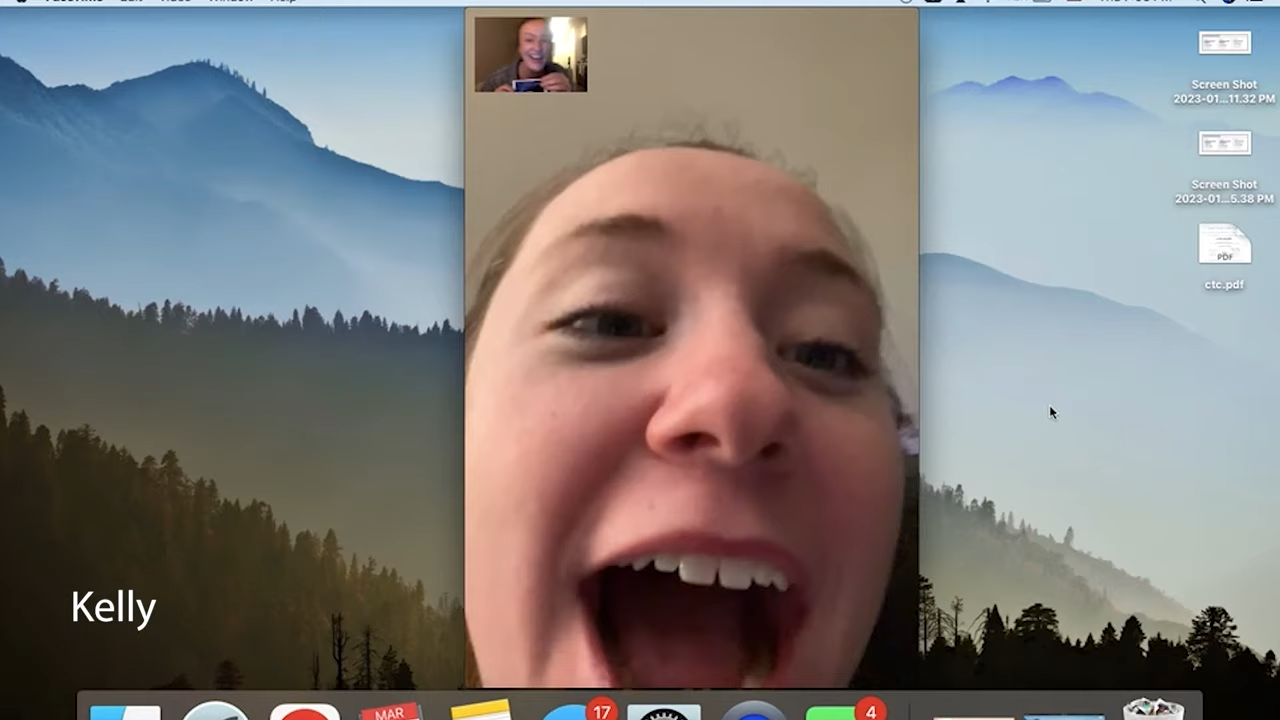 Screen Shot
2023-01...11.32 PM
Screen Shot
2023-01...5.38 PM
PDF
ctc.pdf
Kelly
MAR
17
4